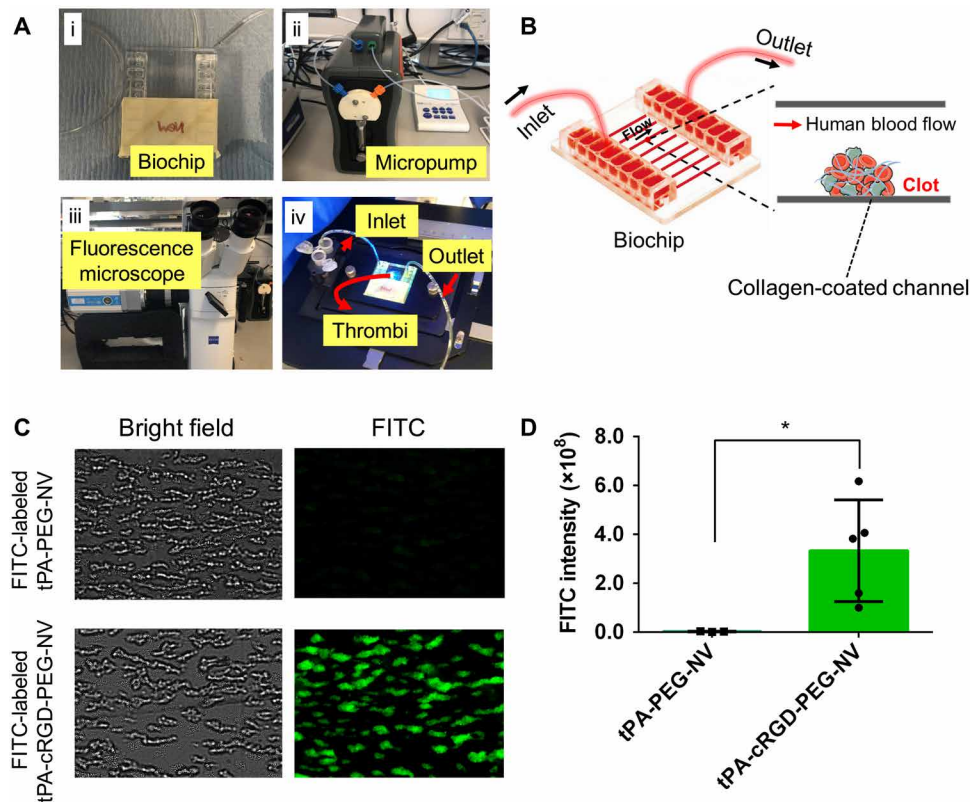 A
i
Biochip
ii
Micropump
iii
Fluorescence
microscope
iv
Inlet
Outlet
Thrombi
B
Inlet
Outlet
Flow
Biochip
Human blood flow
Clot
Collagen-coated channel
C
Bright field
FITC
FITC-labeled
tPA-PEG-NV
FITC-labeled
tPA-cRGD-PEG-NV
D
*
FITC intensity (×10⁸)
8.0
6.0
4.0
2.0
0.0
tPA-PEG-NV
tPA-cRGD-PEG-NV